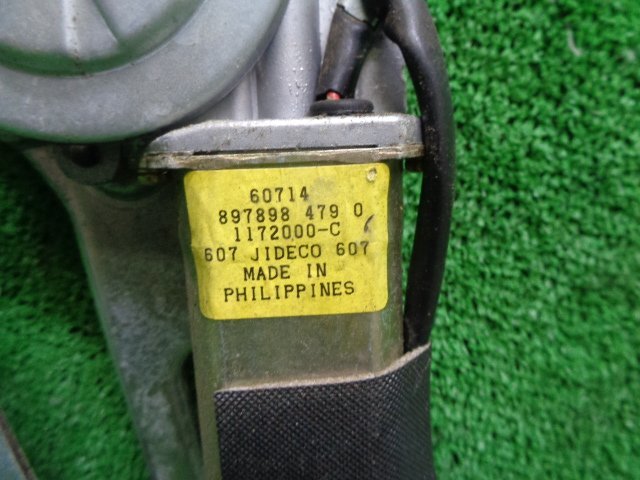 60714
897898 479 0
1172000-C
607 JIDECO 607
MADE IN
PHILIPPINES